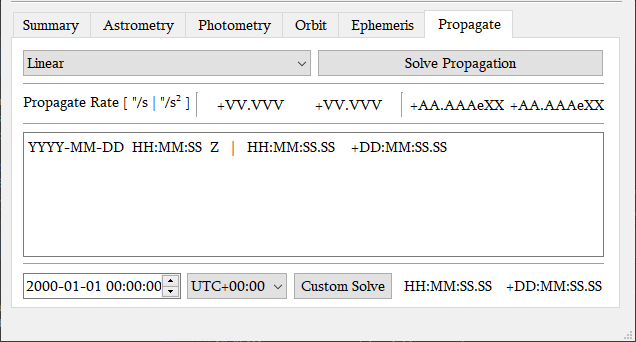 Summary Astrometry Photometry Orbit Ephemeris Propagate
Linear Solve Propagation
Propagate Rate [ "/s | "/s² ] +VV.VVV +VV.VVV +AA.AAAeXX +AA.AAAeXX
YYYY-MM-DD HH:MM:SS Z | HH:MM:SS.SS +DD:MM:SS.SS
2000-01-01 00:00:00 UTC+00:00 Custom Solve HH:MM:SS.SS +DD:MM:SS.SS